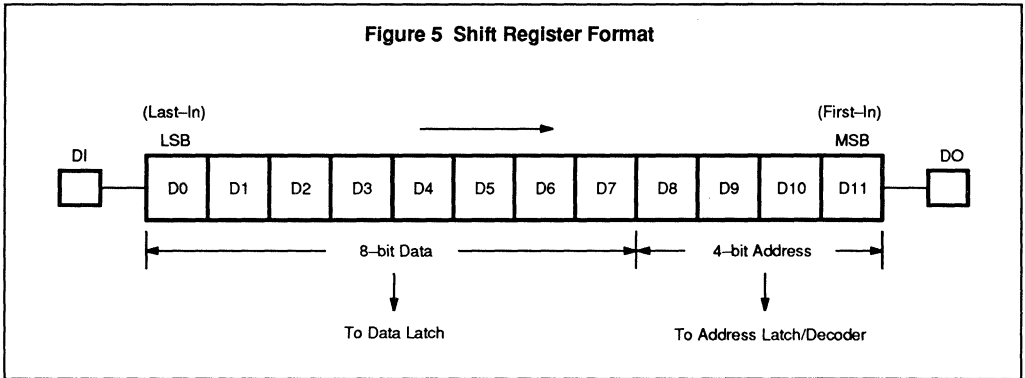 Figure 5 Shift Register Format
(Last–In)
(First–In)
LSB
MSB
DI
DO
D0 D1 D2 D3 D4 D5 D6 D7 D8 D9 D10 D11
8–bit Data
4–bit Address
To Data Latch
To Address Latch/Decoder